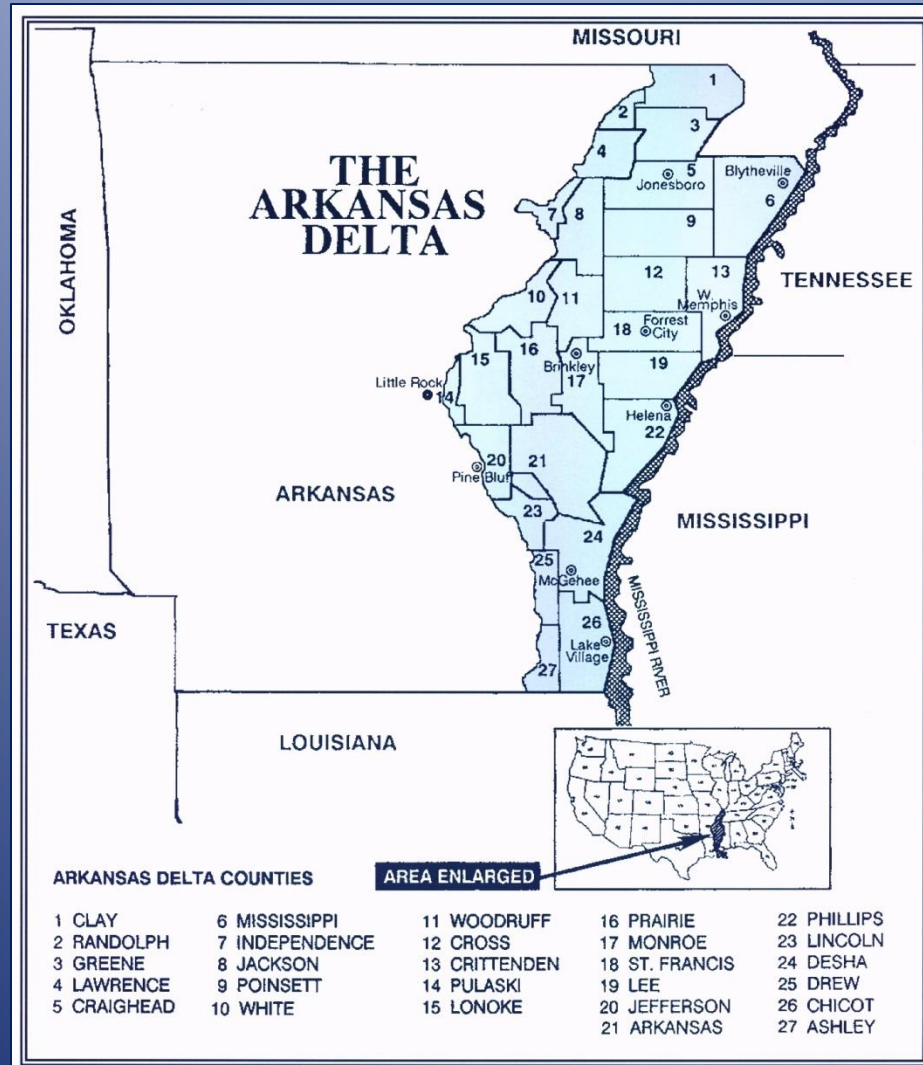 MISSOURI
THE
ARKANSAS
DELTA
OKLAHOMA
TENNESSEE
ARKANSAS
MISSISSIPPI
TEXAS
LOUISIANA
MISSISSIPPI RIVER
1
2
3
4
5
Jonesboro
Blytheville
6
7
8
9
10
11
12
13
W.
Memphis
18
Forrest
City
15
16
Brinkley
17
19
Little Rock
14
Helena
22
20
Pine Bluff
21
23
24
25
McGehee
26
Lake
Village
27
AREA ENLARGED
ARKANSAS DELTA COUNTIES
1 CLAY
2 RANDOLPH
3 GREENE
4 LAWRENCE
5 CRAIGHEAD
6 MISSISSIPPI
7 INDEPENDENCE
8 JACKSON
9 POINSETT
10 WHITE
11 WOODRUFF
12 CROSS
13 CRITTENDEN
14 PULASKI
15 LONOKE
16 PRAIRIE
17 MONROE
18 ST. FRANCIS
19 LEE
20 JEFFERSON
21 ARKANSAS
22 PHILLIPS
23 LINCOLN
24 DESHA
25 DREW
26 CHICOT
27 ASHLEY